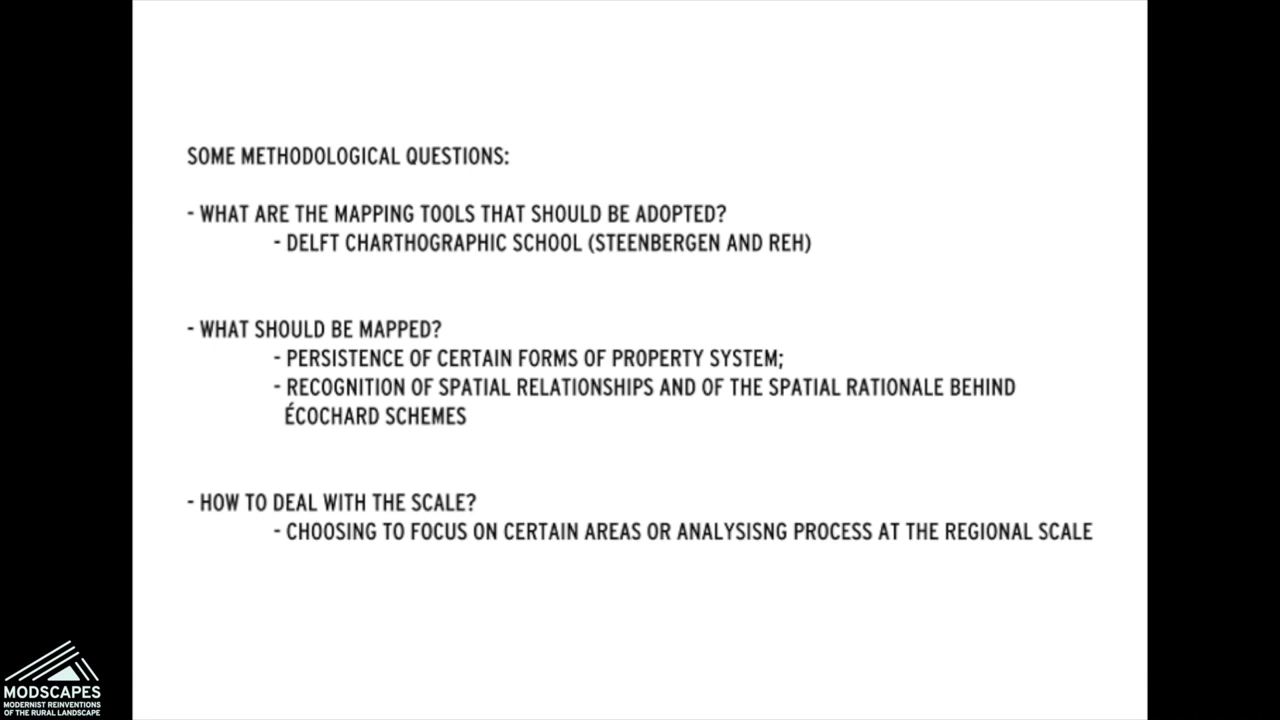 SOME METHODOLOGICAL QUESTIONS:
- WHAT ARE THE MAPPING TOOLS THAT SHOULD BE ADOPTED?
- DELFT CHARTHOGRAPHIC SCHOOL (STEENBERGEN AND REH)
- WHAT SHOULD BE MAPPED?
- PERSISTENCE OF CERTAIN FORMS OF PROPERTY SYSTEM;
- RECOGNITION OF SPATIAL RELATIONSHIPS AND OF THE SPATIAL RATIONALE BEHIND
ÉCOCHARD SCHEMES
- HOW TO DEAL WITH THE SCALE?
- CHOOSING TO FOCUS ON CERTAIN AREAS OR ANALYSISNG PROCESS AT THE REGIONAL SCALE
MODSCAPES
MODERNIST REINVENTIONS
OF THE RURAL LANDSCAPE